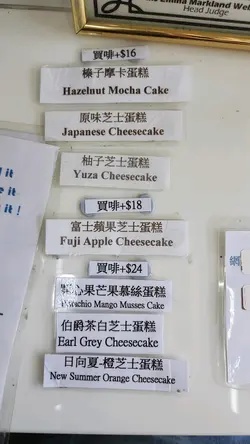 Emma Markland
Head Judge
買啡+$16
榛子摩卡蛋糕
Hazelnut Mocha Cake
原味芝士蛋糕
Japanese Cheesecake
柚子芝士蛋糕
Yuza Cheesecake
買啡+$18
富士蘋果芝士蛋糕
Fuji Apple Cheesecake
買啡+$24
心果芒果慕絲蛋糕
Mango Musses Cake
伯爵茶白芝士蛋糕
Earl Grey Cheesecake
日向夏-橙芝士蛋糕
New Summer Orange Cheesecake